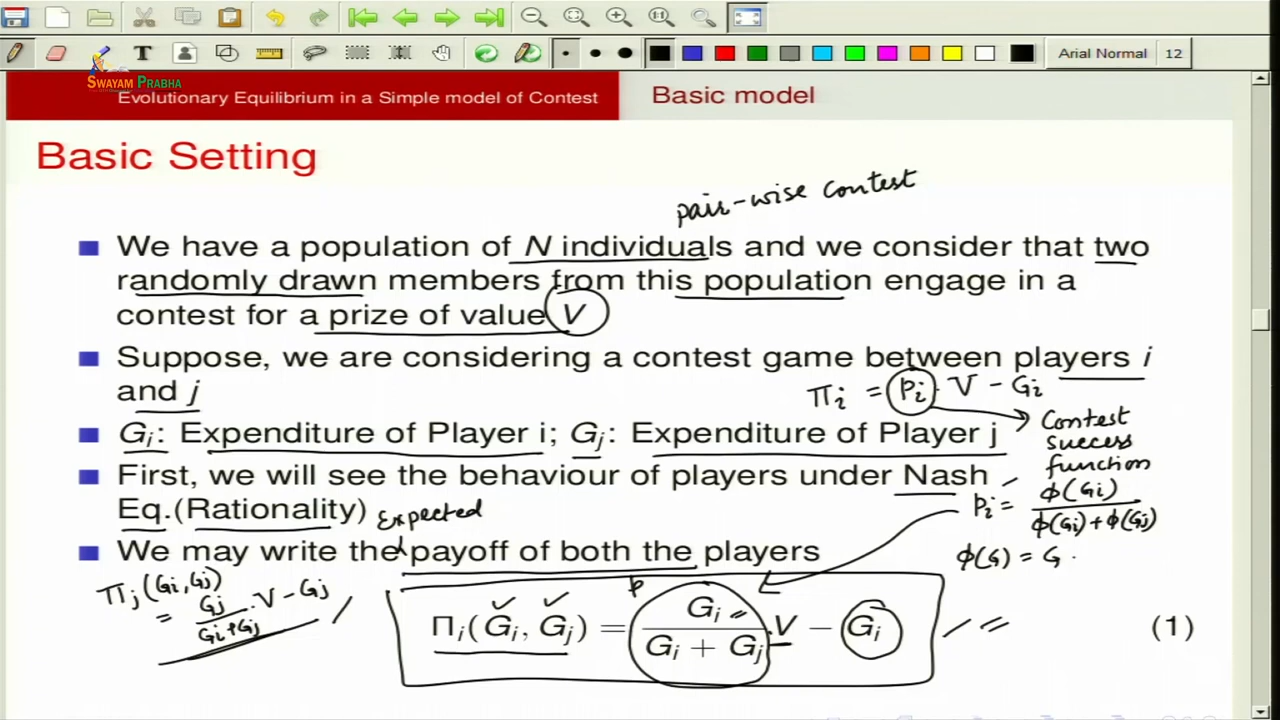 Arial Normal 12
SWAYAM PRABHA
Evolutionary Equilibrium in a Simple model of Contest
Basic model
Basic Setting
pair-wise contest
We have a population of N individuals and we consider that two
randomly drawn members from this population engage in a
contest for a prize of value V
Suppose, we are considering a contest game between players i
and j
Πi = Pi · V − Gi
Gi: Expenditure of Player i; Gj: Expenditure of Player j
Contest
success
function
First, we will see the behaviour of players under Nash
Eq.(Rationality)
Pi = ϕ(Gi) / ϕ(Gi) + ϕ(Gj)
ϕ(G) = G
Expected
We may write the payoff of both the players
Πj(Gi, Gj)
= Gj / Gi + Gj · V − Gj
P
Πi(Gi, Gj) = Gi / Gi + Gj . V − Gi (1)